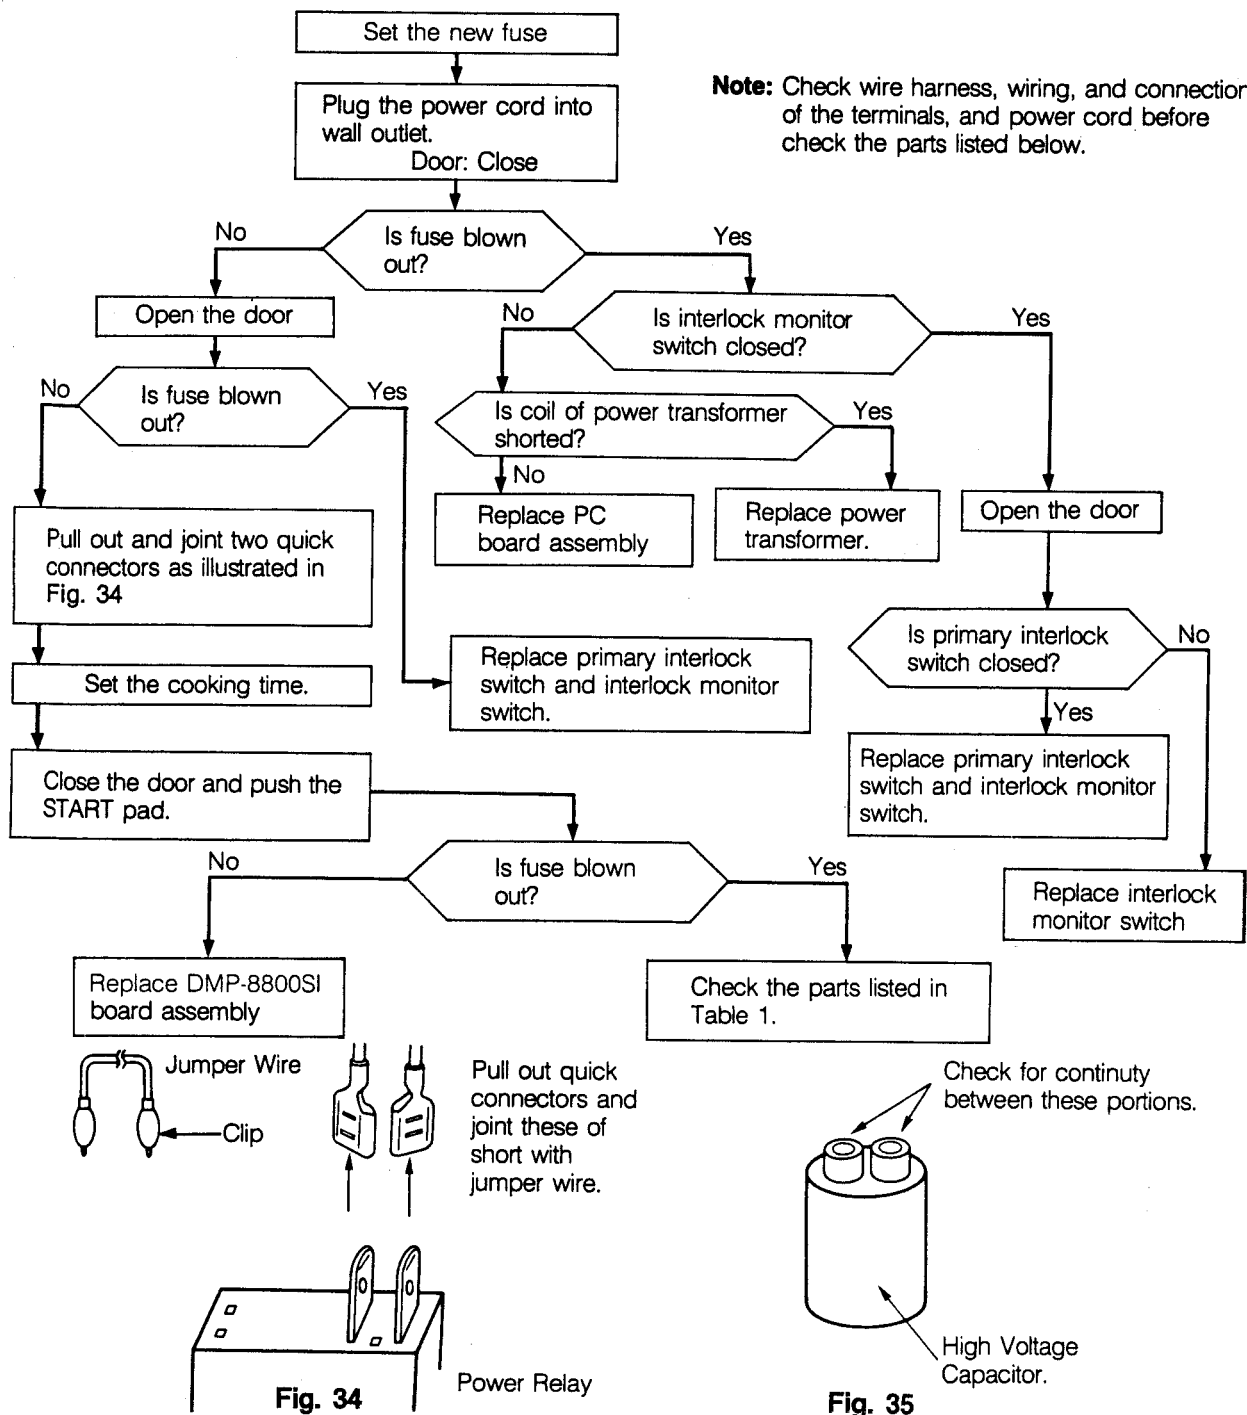 Set the new fuse
Plug the power cord into
wall outlet.
Door: Close
Note: Check wire harness, wiring, and connection
of the terminals, and power cord before
check the parts listed below.
Is fuse blown
out?
No
Yes
Open the door
Is interlock monitor
switch closed?
No
Yes
Is fuse blown
out?
No
Yes
Is coil of power transformer
shorted?
Yes
No
Replace PC
board assembly
Replace power
transformer.
Open the door
Pull out and joint two quick
connectors as illustrated in
Fig. 34
Is primary interlock
switch closed?
No
Yes
Set the cooking time.
Replace primary interlock
switch and interlock monitor
switch.
Replace primary interlock
switch and interlock monitor
switch.
Close the door and push the
START pad.
Is fuse blown
out?
No
Yes
Replace interlock
monitor switch
Replace DMP-8800SI
board assembly
Check the parts listed in
Table 1.
Jumper Wire
Clip
Pull out quick
connectors and
joint these of
short with
jumper wire.
Check for continuty
between these portions.
Power Relay
Fig. 34
High Voltage
Capacitor.
Fig. 35